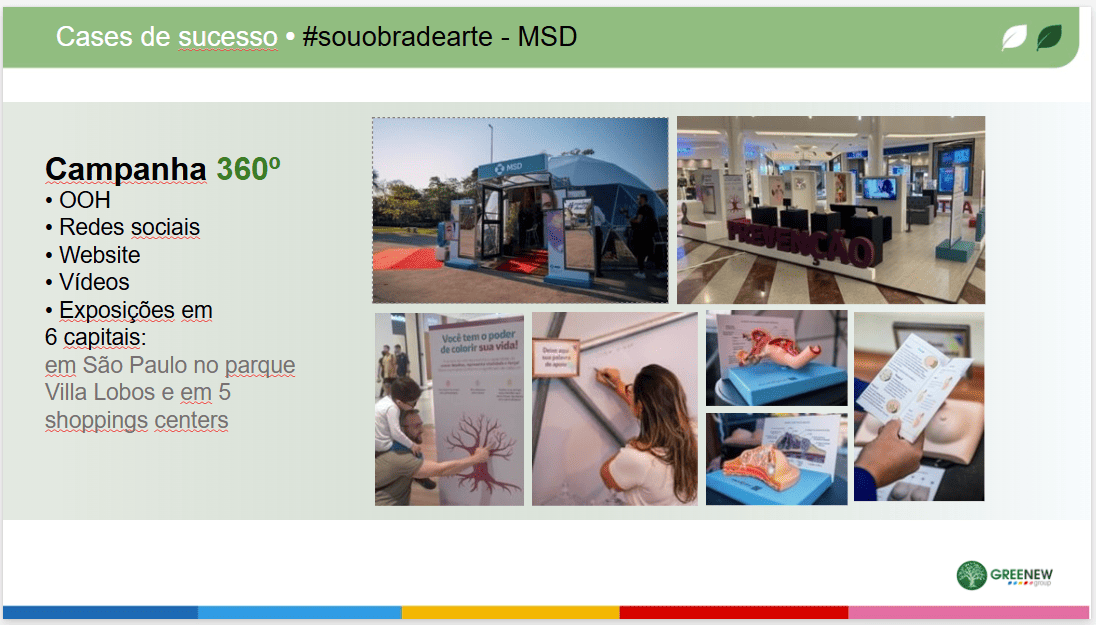 Cases de sucesso • #souobradearte - MSD
Campanha 360º
• OOH
• Redes sociais
• Website
• Vídeos
• Exposições em
6 capitais:
em São Paulo no parque
Villa Lobos e em 5
shoppings centers
MSD
PREVENÇÃO
Você tem o poder
de colorir sua vida!
Deixe aqui
sua palavra
de apoio
GREENEW
group